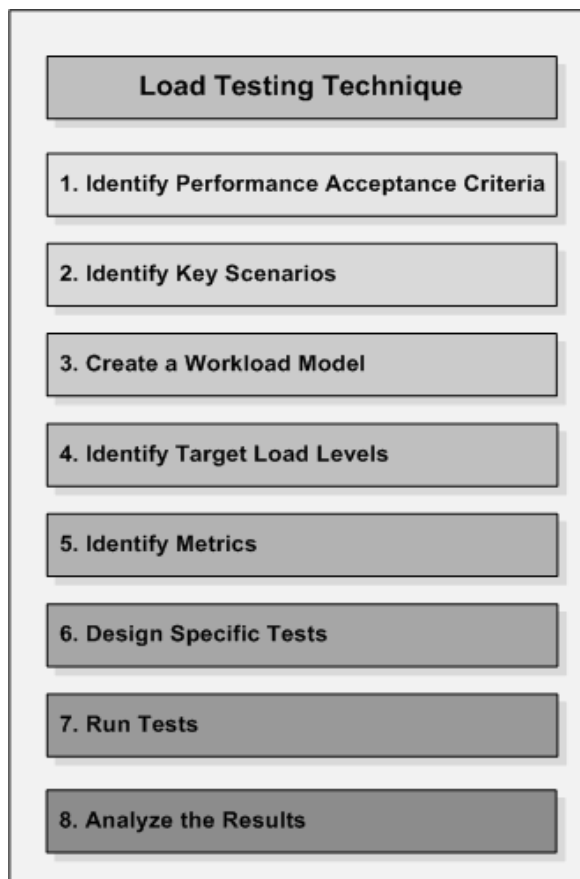 Load Testing Technique
1. Identify Performance Acceptance Criteria
2. Identify Key Scenarios
3. Create a Workload Model
4. Identify Target Load Levels
5. Identify Metrics
6. Design Specific Tests
7. Run Tests
8. Analyze the Results